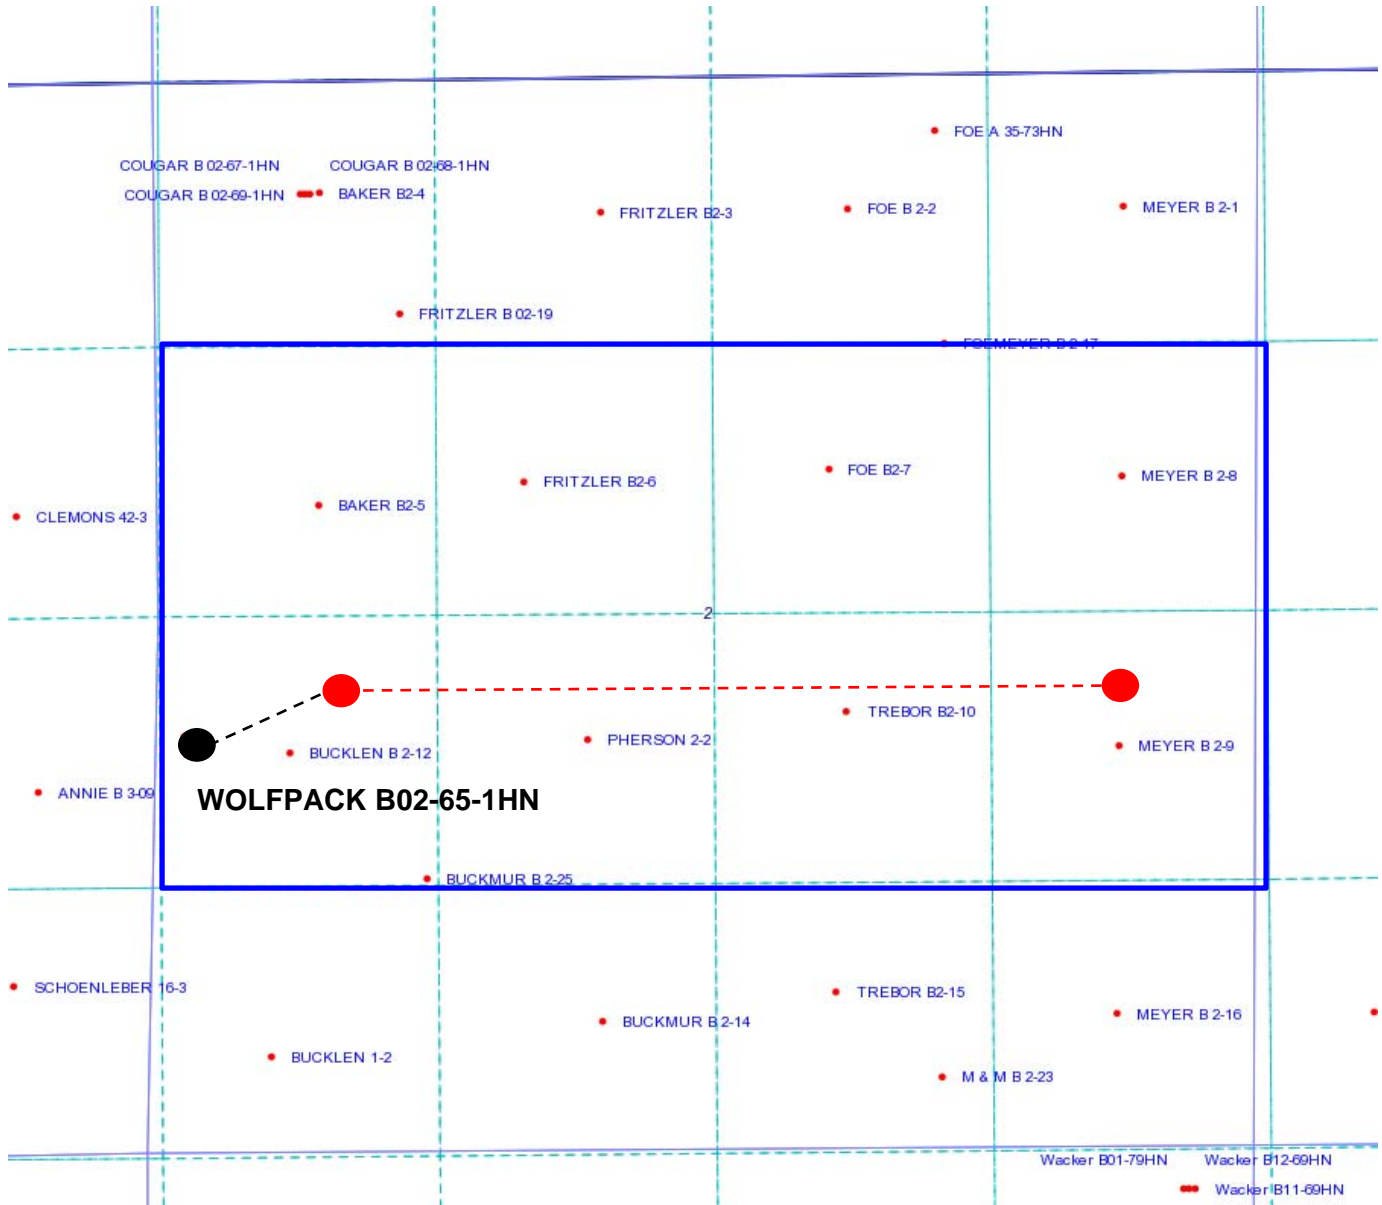 FOE A 35-73HN
COUGAR B 02-67-1HN
COUGAR B 02-68-1HN
COUGAR B 02-69-1HN
BAKER B2-4
FRITZLER B2-3
FOE B 2-2
MEYER B 2-1
FRITZLER B 02-19
FOEMEYER B 2-17
FOE B2-7
FRITZLER B2-6
MEYER B 2-8
BAKER B2-5
CLEMONS 42-3
2
TREBOR B2-10
PHERSON 2-2
MEYER B 2-9
BUCKLEN B 2-12
ANNIE B 3-09
WOLFPACK B02-65-1HN
BUCKMUR B 2-25
SCHOENLEBER 16-3
TREBOR B2-15
BUCKMUR B 2-14
MEYER B 2-16
BUCKLEN 1-2
M & M B 2-23
Wacker B01-79HN
Wacker B12-69HN
Wacker B11-69HN